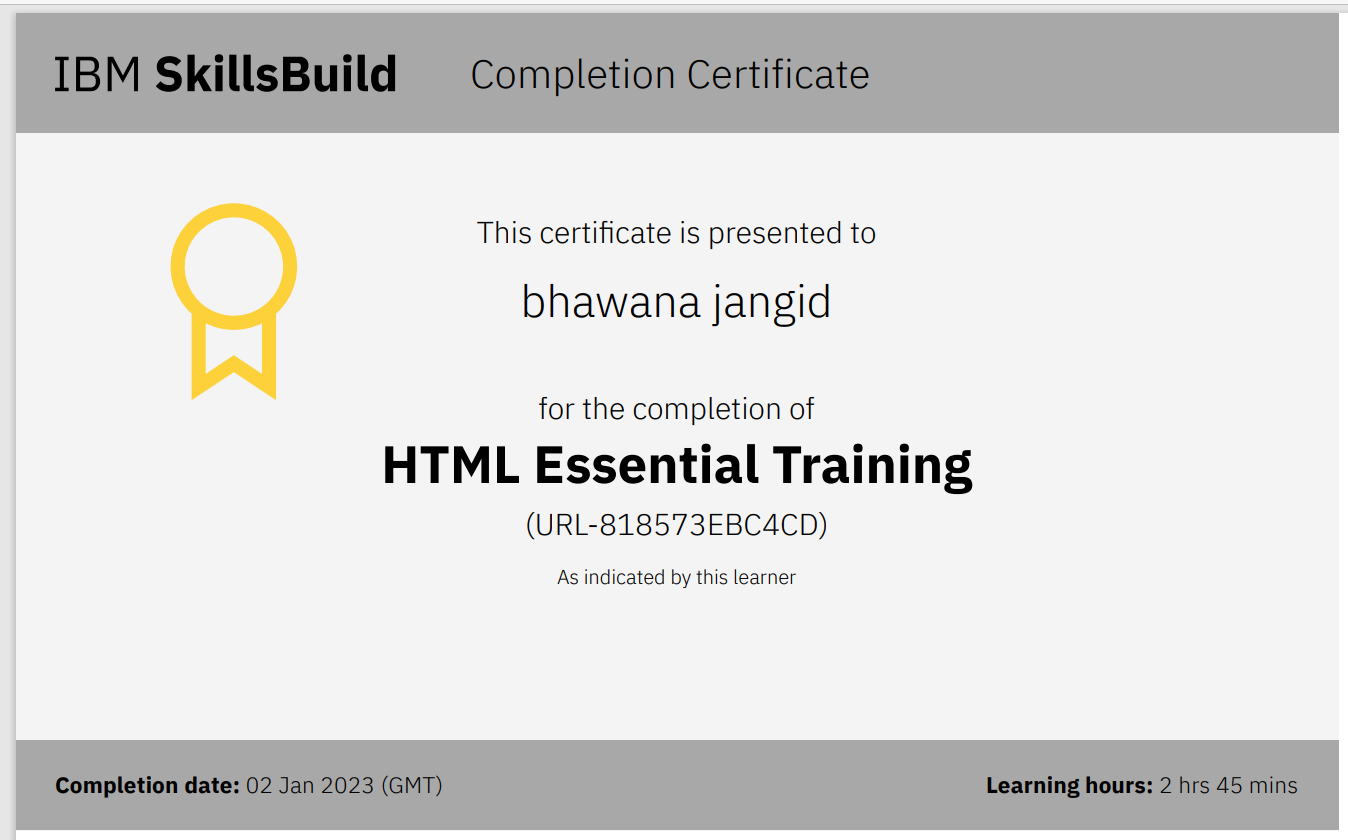 IBM SkillsBuild Completion Certificate
This certificate is presented to
bhawana jangid
for the completion of
HTML Essential Training
(URL-818573EBC4CD)
As indicated by this learner
Completion date: 02 Jan 2023 (GMT)
Learning hours: 2 hrs 45 mins